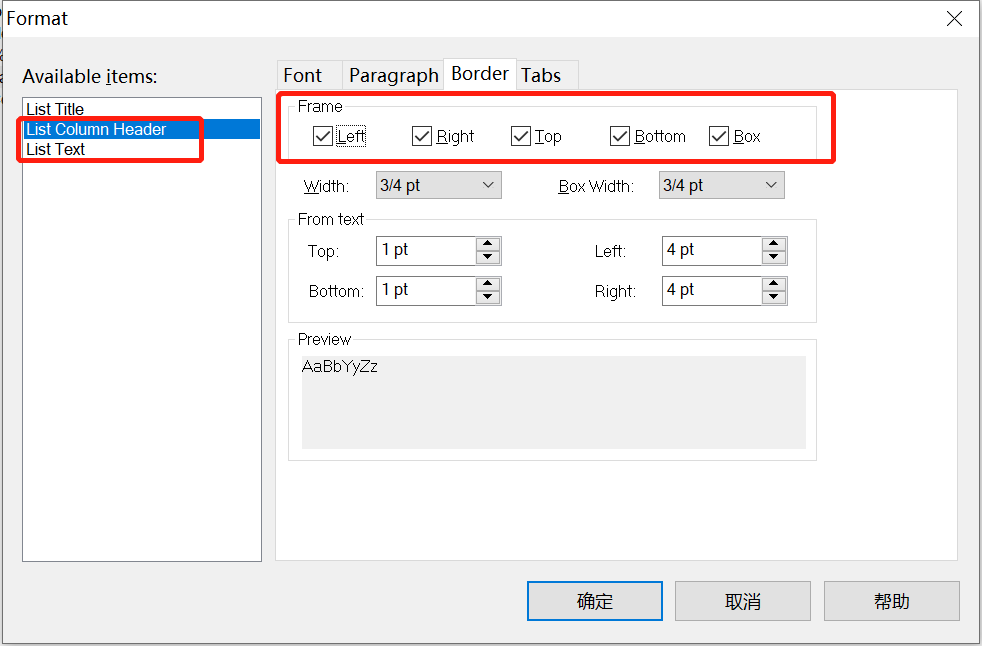 Format
Available items:
List Title
List Column Header
List Text
Font Paragraph Border Tabs
Frame
Left Right Top Bottom Box
Width: 3/4 pt Box Width: 3/4 pt
From text
Top: 1 pt Left: 4 pt
Bottom: 1 pt Right: 4 pt
Preview
AaBbYyZz
确定 取消 帮助